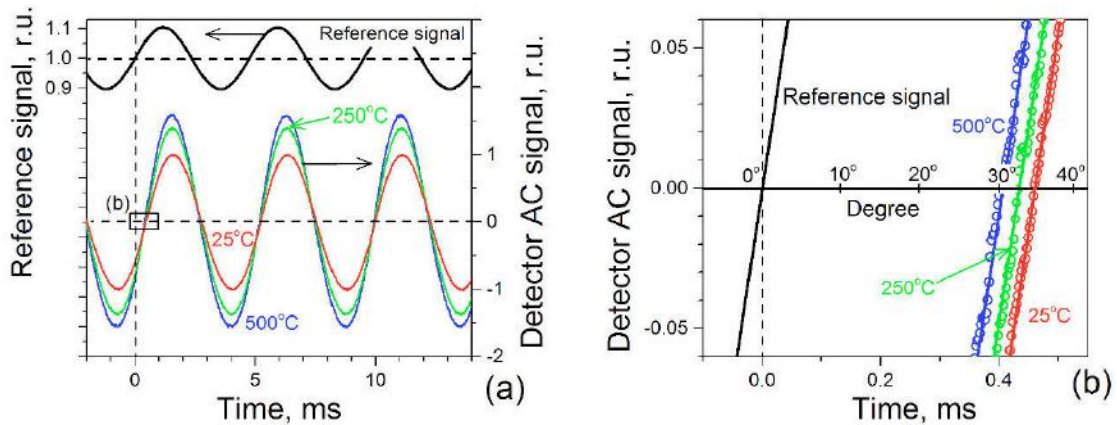 Reference signal, r.u.
1.1
1.0
0.9
Reference signal
250°C
(b)
25°C
500°C
2
1
0
-1
-2
Detector AC signal, r.u.
0
5
10
Time, ms
(a)
Detector AC signal, r.u.
0.05
0.00
-0.05
Reference signal
500°C
0° 10° 20° 30° 40°
Degree
250°C
25°C
0.0 0.2 0.4
Time, ms
(b)